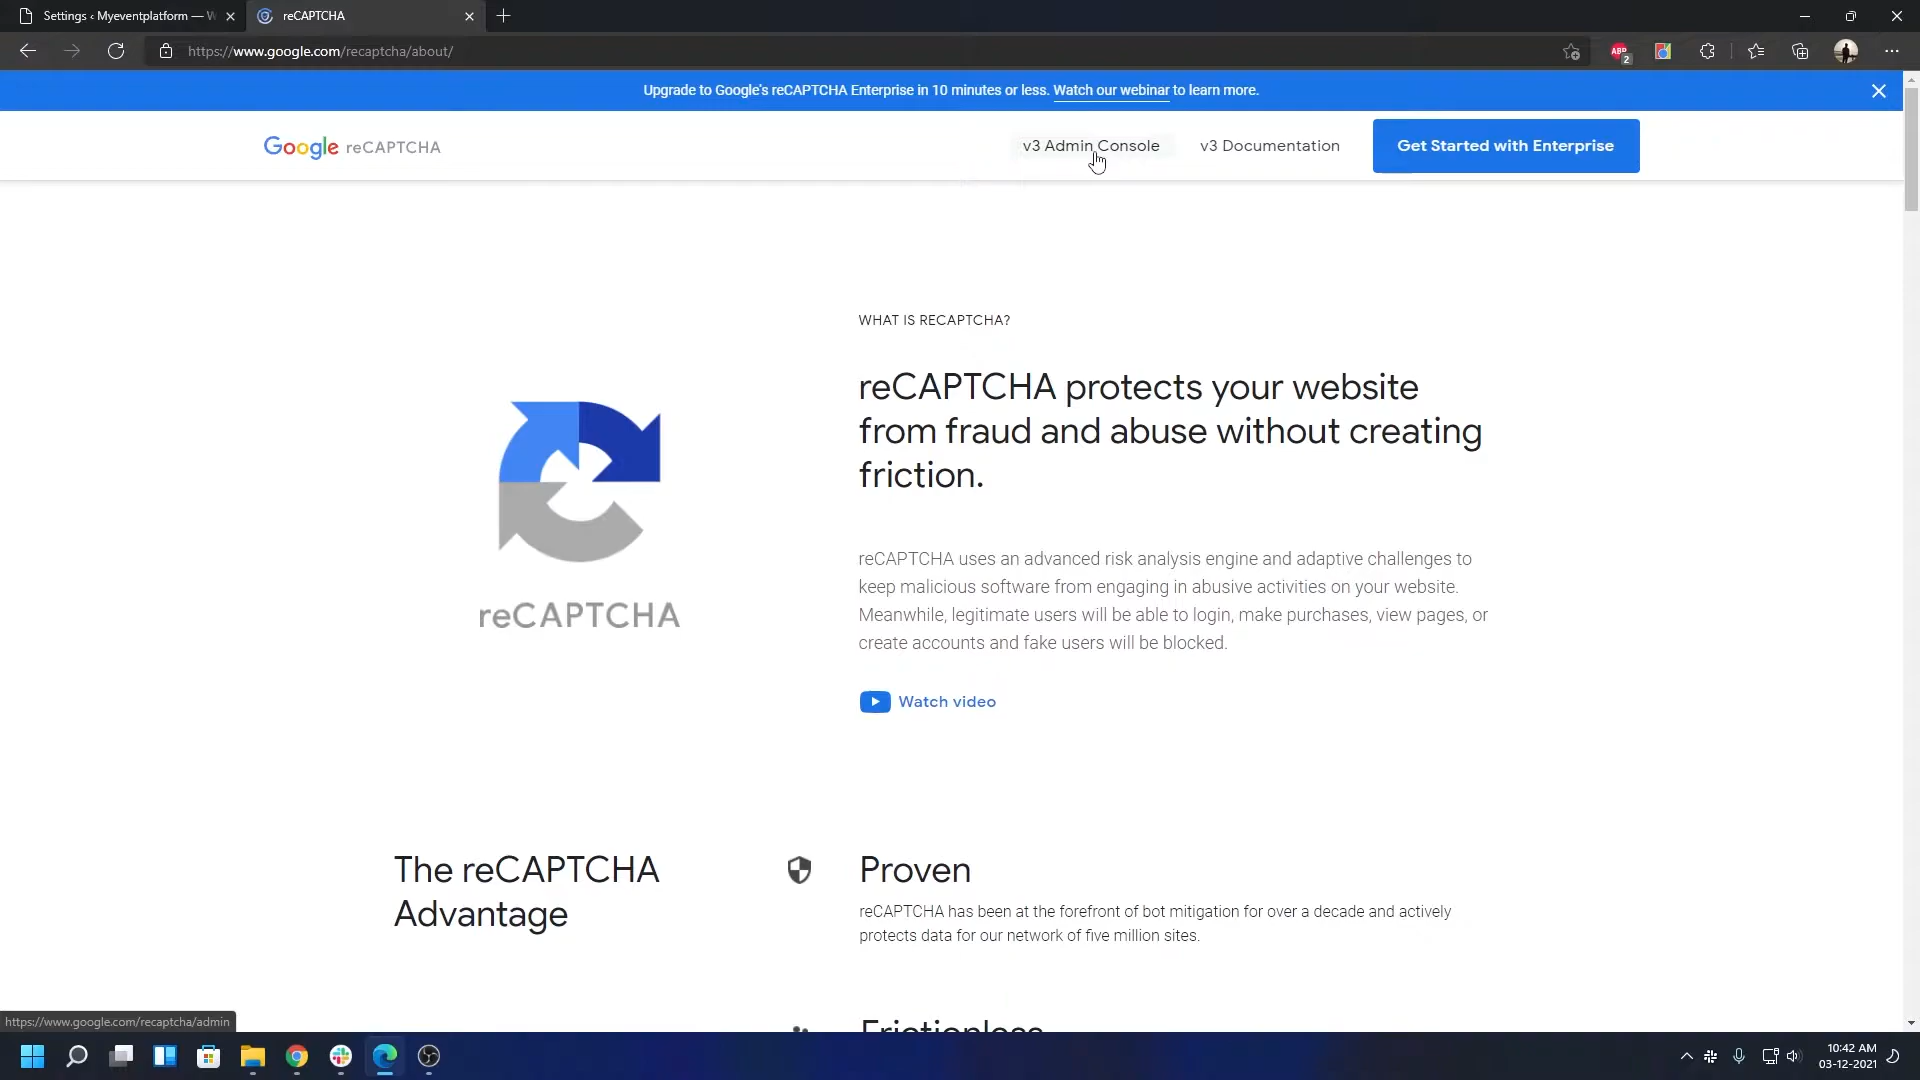 Settings ‹ Myeventplatform — W
reCAPTCHA
https://www.google.com/recaptcha/about/
ABP
2
Upgrade to Google's reCAPTCHA Enterprise in 10 minutes or less. Watch our webinar to learn more.
Google reCAPTCHA
v3 Admin Console
v3 Documentation
Get Started with Enterprise
WHAT IS RECAPTCHA?
reCAPTCHA protects your website
from fraud and abuse without creating
friction.
reCAPTCHA
reCAPTCHA uses an advanced risk analysis engine and adaptive challenges to
keep malicious software from engaging in abusive activities on your website.
Meanwhile, legitimate users will be able to login, make purchases, view pages, or
create accounts and fake users will be blocked.
Watch video
The reCAPTCHA
Advantage
Proven
reCAPTCHA has been at the forefront of bot mitigation for over a decade and actively
protects data for our network of five million sites.
Frictionless
https://www.google.com/recaptcha/admin
10:42 AM
03-12-2021